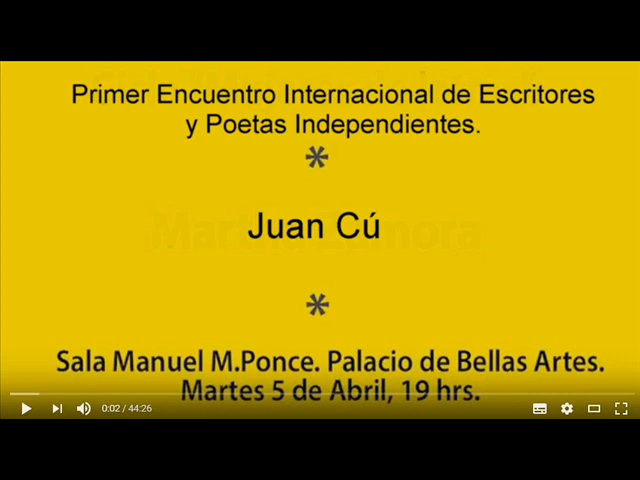 Primer Encuentro Internacional de Escritores
y Poetas Independientes.
*
Juan Cú
*
Sala Manuel M.Ponce. Palacio de Bellas Artes.
Martes 5 de Abril, 19 hrs.
0:02 / 44:26